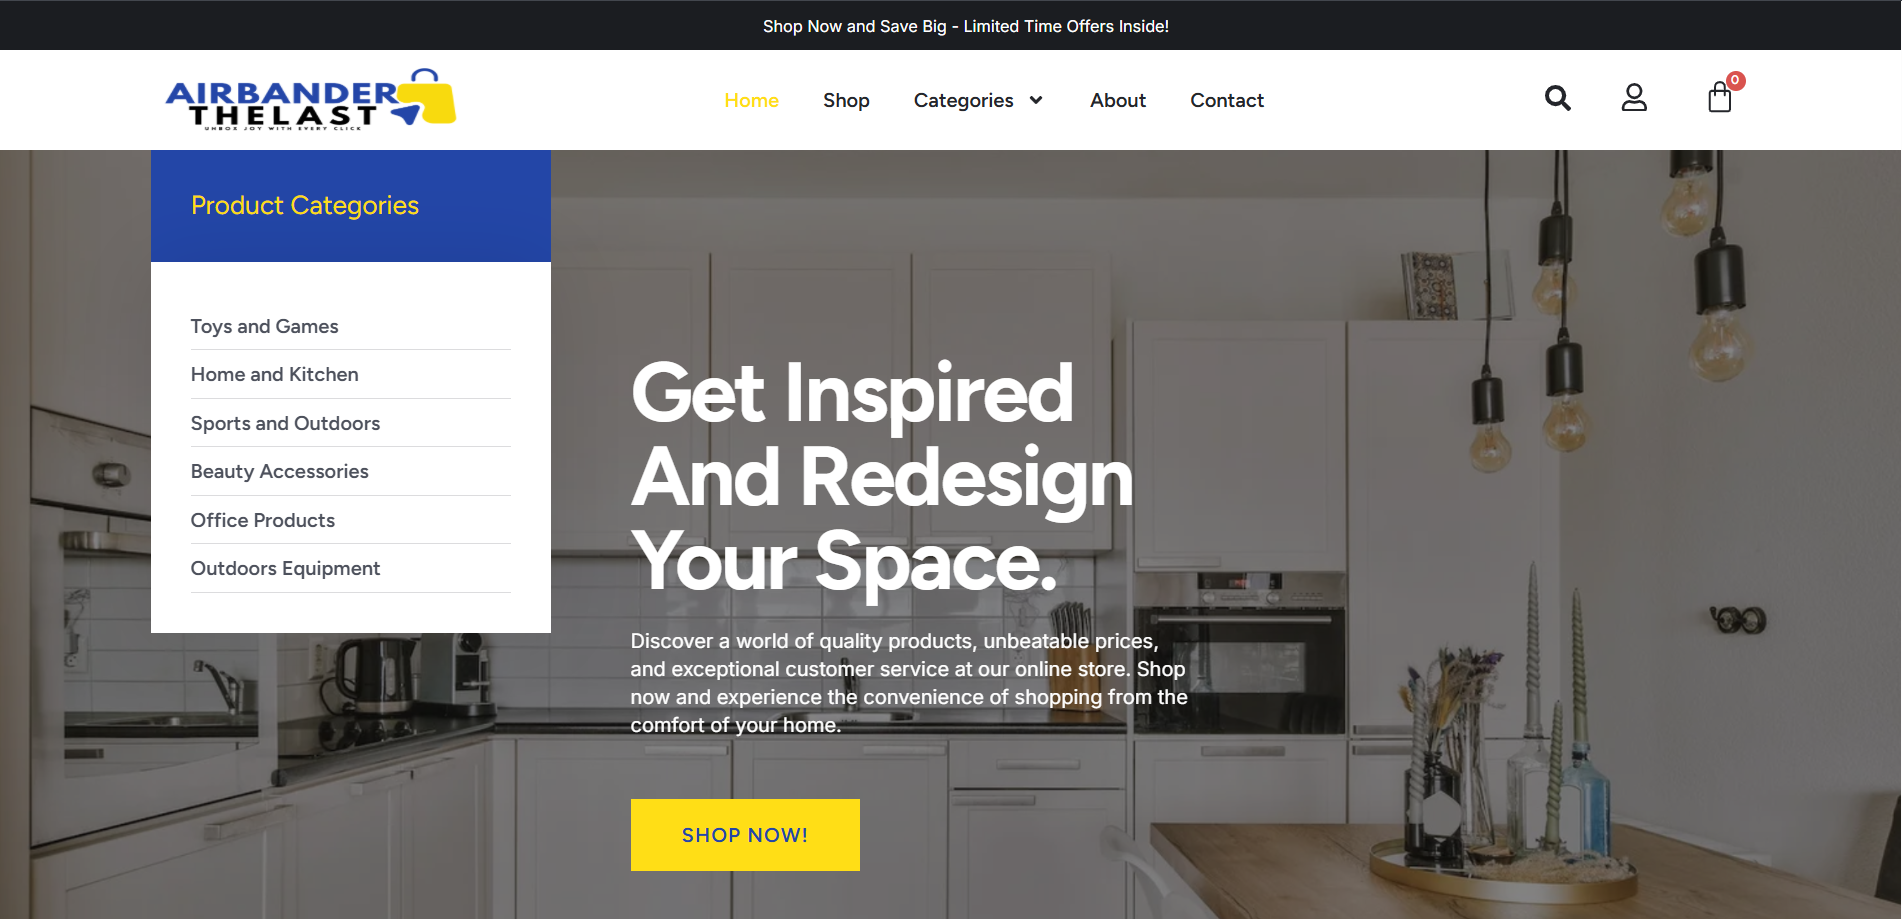 Shop Now and Save Big - Limited Time Offers Inside!
AIRBANDER
THELAST
UNBOX JOY WITH EVERY CLICK
Home Shop Categories About Contact
0
Product Categories
Toys and Games
Home and Kitchen
Sports and Outdoors
Beauty Accessories
Office Products
Outdoors Equipment
Get Inspired
And Redesign
Your Space.
Discover a world of quality products, unbeatable prices,
and exceptional customer service at our online store. Shop
now and experience the convenience of shopping from the
comfort of your home.
SHOP NOW!